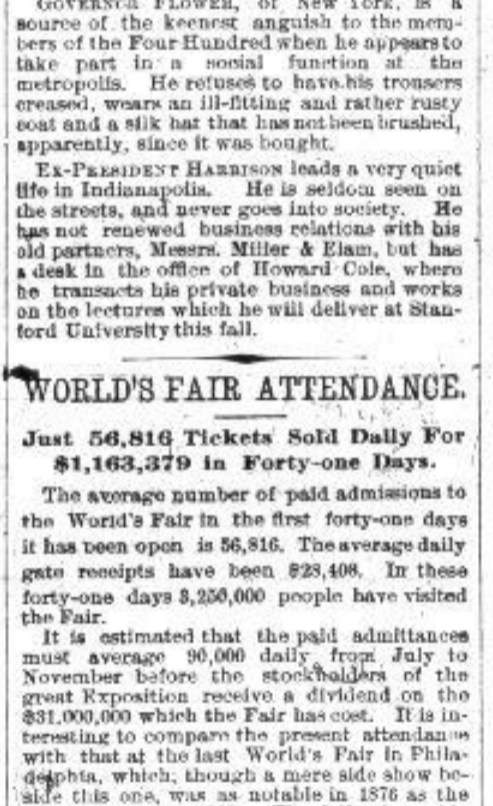 GOVERNOR FLOWER, of New York, is a
source of the keenest anguish to the mem-
bers of the Four Hundred when he appears to
take part in a social function at the
metropolis. He refuses to have his trousers
creased, wears an ill-fitting and rather rusty
coat and a silk hat that has not been brushed,
apparently, since it was bought.
EX-PRESIDENT HARRISON leads a very quiet
life in Indianapolis. He is seldom seen on
the streets, and never goes into society. He
has not renewed business relations with his
old partners, Messrs. Miller & Elam, but has
a desk in the office of Howard Cole, where
he transacts his private business and works
on the lectures which he will deliver at Stan-
ford University this fall.
WORLD'S FAIR ATTENDANCE.
Just 56,816 Tickets Sold Daily For
$1,163,379 in Forty-one Days.
The average number of paid admissions to
the World's Fair in the first forty-one days
it has been open is 56,816. The average daily
gate receipts have been $28,408. In these
forty-one days 3,250,000 people have visited
the Fair.
It is estimated that the paid admittances
must average 90,000 daily from July to
November before the stockholders of the
great Exposition receive a dividend on the
$31,000,000 which the Fair has cost. It is in-
teresting to compare the present attendance
with that at the last World's Fair in Phila-
delphia, which, though a mere side show be-
side this one, was as notable in 1876 as the